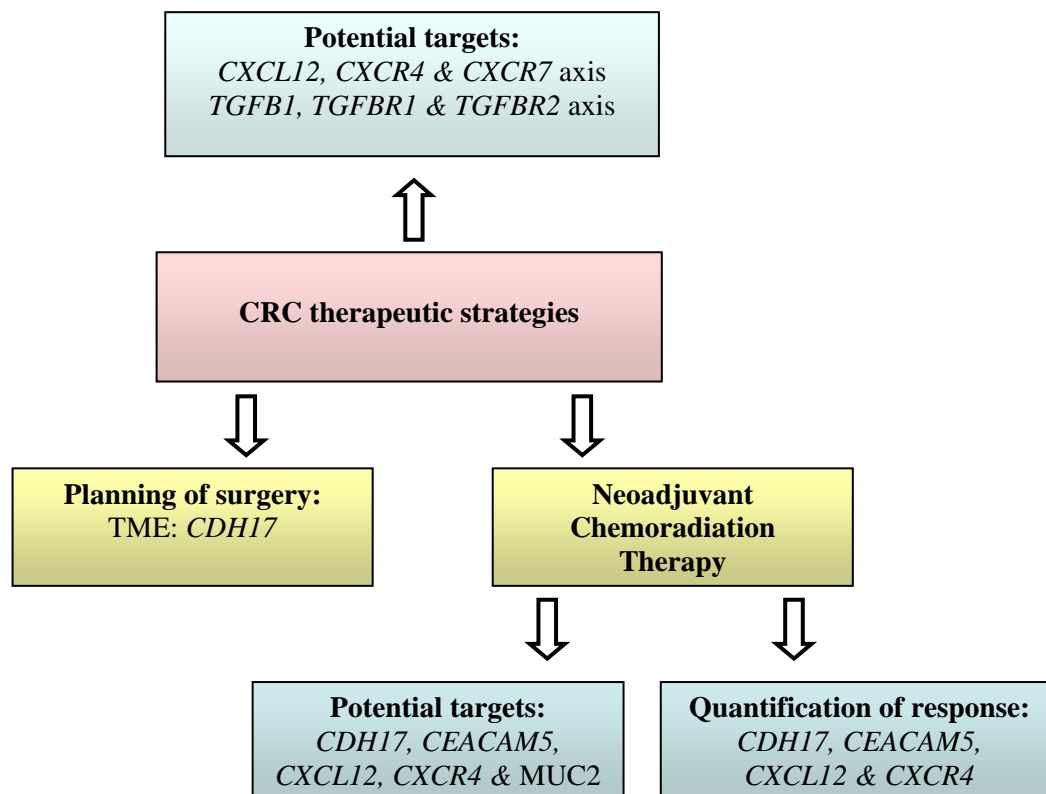 Potential targets:
CXCL12, CXCR4 & CXCR7 axis
TGFB1, TGFBR1 & TGFBR2 axis
CRC therapeutic strategies
Planning of surgery:
TME: CDH17
Neoadjuvant
Chemoradiation
Therapy
Potential targets:
CDH17, CEACAM5,
CXCL12, CXCR4 & MUC2
Quantification of response:
CDH17, CEACAM5,
CXCL12 & CXCR4